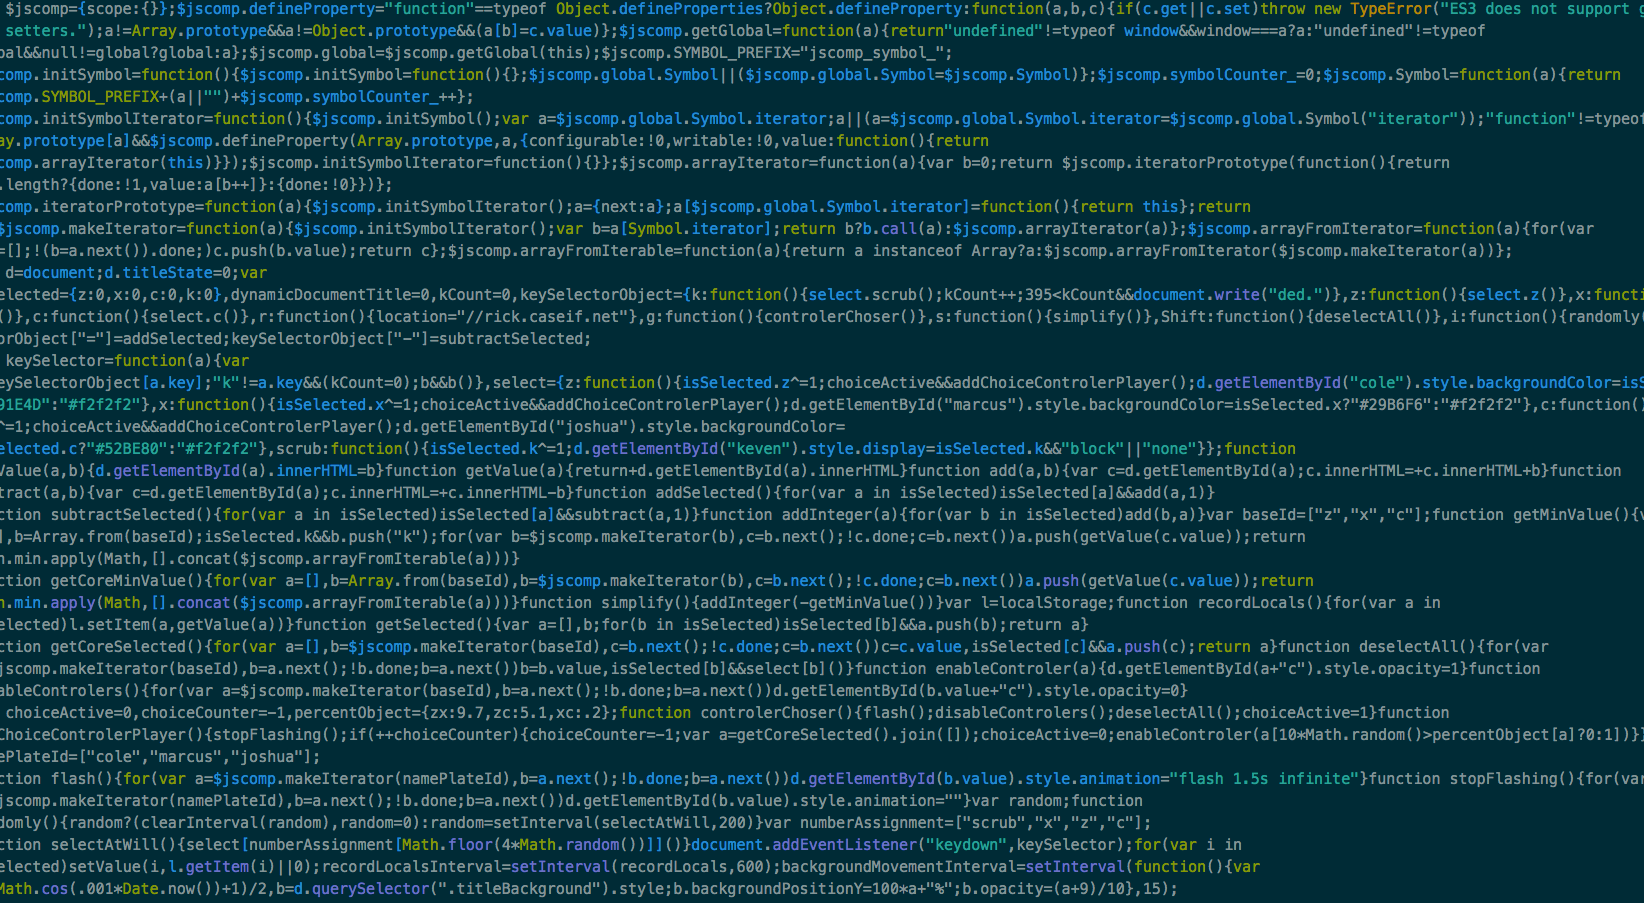 $jscomp={scope:{}};$jscomp.defineProperty="function"==typeof Object.defineProperties?Object.defineProperty:function(a,b,c){if(c.get||c.set)throw new TypeError("ES3 does not support g
setters.");a!=Array.prototype&&a!=Object.prototype&&(a[b]=c.value)};$jscomp.getGlobal=function(a){return"undefined"!=typeof window&&window===a?a:"undefined"!=typeof
bal&&null!=global?global:a};$jscomp.global=$jscomp.getGlobal(this);$jscomp.SYMBOL_PREFIX="jscomp_symbol_";
comp.initSymbol=function(){$jscomp.initSymbol=function(){};$jscomp.global.Symbol||($jscomp.global.Symbol=$jscomp.Symbol)};$jscomp.symbolCounter_=0;$jscomp.Symbol=function(a){return
comp.SYMBOL_PREFIX+(a||"")+$jscomp.symbolCounter_++};
comp.initSymbolIterator=function(){$jscomp.initSymbol();var a=$jscomp.global.Symbol.iterator;a||(a=$jscomp.global.Symbol.iterator=$jscomp.global.Symbol("iterator"));"function"!=typeof
ay.prototype[a]&&$jscomp.defineProperty(Array.prototype,a,{configurable:!0,writable:!0,value:function(){return
comp.arrayIterator(this)}});$jscomp.initSymbolIterator=function(){}};$jscomp.arrayIterator=function(a){var b=0;return $jscomp.iteratorPrototype(function(){return
.length?{done:!1,value:a[b++]}:{done:!0}})};
comp.iteratorPrototype=function(a){$jscomp.initSymbolIterator();a={next:a};a[$jscomp.global.Symbol.iterator]=function(){return this};return
$jscomp.makeIterator=function(a){$jscomp.initSymbolIterator();var b=a[Symbol.iterator];return b?b.call(a):$jscomp.arrayIterator(a)};$jscomp.arrayFromIterator=function(a){for(var
=[];!(b=a.next()).done;)c.push(b.value);return c};$jscomp.arrayFromIterable=function(a){return a instanceof Array?a:$jscomp.arrayFromIterator($jscomp.makeIterator(a))};
d=document;d.titleState=0;var
elected={z:0,x:0,c:0,k:0},dynamicDocumentTitle=0,kCount=0,keySelectorObject={k:function(){select.scrub();kCount++;395<kCount&&document.write("ded.")},z:function(){select.z()},x:functi
()},c:function(){select.c()},r:function(){location="//rick.caseif.net"},g:function(){controlerChoser()},s:function(){simplify()},Shift:function(){deselectAll()},i:function(){randomly(
orObject["="]=addSelected;keySelectorObject["-"]=subtractSelected;
keySelector=function(a){var
eySelectorObject[a.key];"k"!=a.key&&(kCount=0);b&&b()},select={z:function(){isSelected.z^=1;choiceActive&&addChoiceControlerPlayer();d.getElementById("cole").style.backgroundColor=isS
91E4D":"#f2f2f2"},x:function(){isSelected.x^=1;choiceActive&&addChoiceControlerPlayer();d.getElementById("marcus").style.backgroundColor=isSelected.x?"#29B6F6":"#f2f2f2"},c:function()
^=1;choiceActive&&addChoiceControlerPlayer();d.getElementById("joshua").style.backgroundColor=
elected.c?"#52BE80":"#f2f2f2"},scrub:function(){isSelected.k^=1;d.getElementById("keven").style.display=isSelected.k&&"block"||"none"}};function
Value(a,b){d.getElementById(a).innerHTML=b}function getValue(a){return+d.getElementById(a).innerHTML}function add(a,b){var c=d.getElementById(a);c.innerHTML=+c.innerHTML+b}function
tract(a,b){var c=d.getElementById(a);c.innerHTML=+c.innerHTML-b}function addSelected(){for(var a in isSelected)isSelected[a]&&add(a,1)}
ction subtractSelected(){for(var a in isSelected)isSelected[a]&&subtract(a,1)}function addInteger(a){for(var b in isSelected)add(b,a)}var baseId=["z","x","c"];function getMinValue(){v
],b=Array.from(baseId);isSelected.k&&b.push("k");for(var b=$jscomp.makeIterator(b),c=b.next();!c.done;c=b.next())a.push(getValue(c.value));return
h.min.apply(Math,[].concat($jscomp.arrayFromIterable(a)))}
ction getCoreMinValue(){for(var a=[],b=Array.from(baseId),b=$jscomp.makeIterator(b),c=b.next();!c.done;c=b.next())a.push(getValue(c.value));return
h.min.apply(Math,[].concat($jscomp.arrayFromIterable(a)))}function simplify(){addInteger(-getMinValue())}var l=localStorage;function recordLocals(){for(var a in
elected)l.setItem(a,getValue(a))}function getSelected(){var a=[],b;for(b in isSelected)isSelected[b]&&a.push(b);return a}
ction getCoreSelected(){for(var a=[],b=$jscomp.makeIterator(baseId),c=b.next();!c.done;c=b.next())c=c.value,isSelected[c]&&a.push(c);return a}function deselectAll(){for(var
jscomp.makeIterator(baseId),b=a.next();!b.done;b=a.next())b=b.value,isSelected[b]&&select[b]()}function enableControler(a){d.getElementById(a+"c").style.opacity=1}function
ableControlers(){for(var a=$jscomp.makeIterator(baseId),b=a.next();!b.done;b=a.next())d.getElementById(b.value+"c").style.opacity=0}
choiceActive=0,choiceCounter=-1,percentObject={zx:9.7,zc:5.1,xc:.2};function controlerChoser(){flash();disableControlers();deselectAll();choiceActive=1}function
ChoiceControlerPlayer(){stopFlashing();if(++choiceCounter){choiceCounter=-1;var a=getCoreSelected().join([]);choiceActive=0;enableControler(a[10*Math.random()>percentObject[a]?0:1])}}
ePlateId=["cole","marcus","joshua"];
ction flash(){for(var a=$jscomp.makeIterator(namePlateId),b=a.next();!b.done;b=a.next())d.getElementById(b.value).style.animation="flash 1.5s infinite"}function stopFlashing(){for(var
jscomp.makeIterator(namePlateId),b=a.next();!b.done;b=a.next())d.getElementById(b.value).style.animation=""}var random;function
domly(){random?(clearInterval(random),random=0):random=setInterval(selectAtWill,200)}var numberAssignment=["scrub","x","z","c"];
ction selectAtWill(){select[numberAssignment[Math.floor(4*Math.random())]]()}document.addEventListener("keydown",keySelector);for(var i in
elected)setValue(i,l.getItem(i)||0);recordLocalsInterval=setInterval(recordLocals,600);backgroundMovementInterval=setInterval(function(){var
Math.cos(.001*Date.now())+1)/2,b=d.querySelector(".titleBackground").style;b.backgroundPositionY=100*a+"%";b.opacity=(a+9)/10},15);